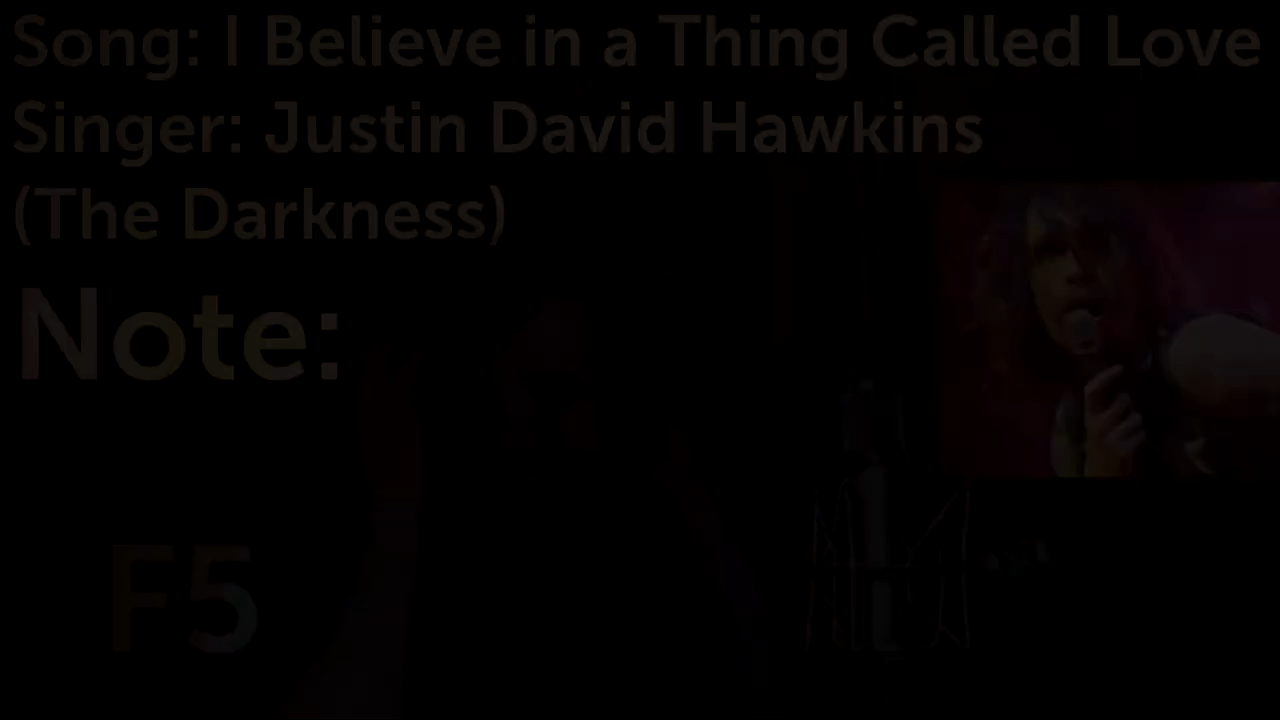 Song: I Believe in a Thing Called Love
Singer: Justin David Hawkins
(The Darkness)
Note:
F5